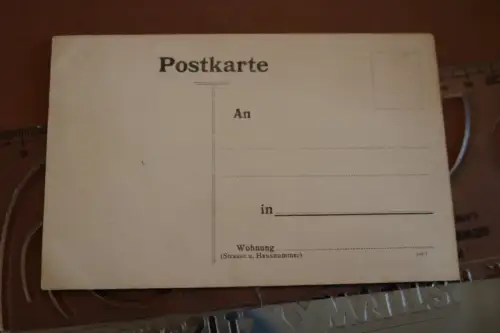 Postkarte
An
in
Wohnung
(Strasse u. Hausnummer)